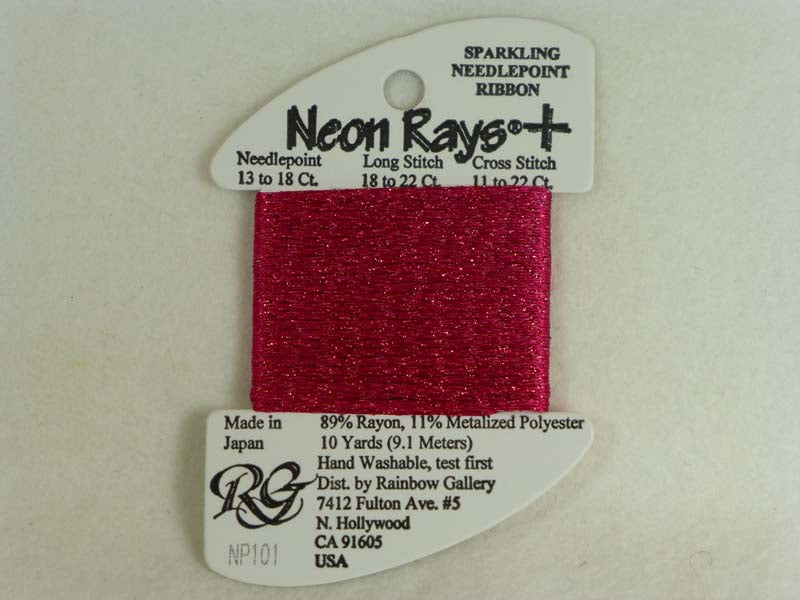 SPARKLING
NEEDLEPOINT
RIBBON
Neon Rays®+
Needlepoint Long Stitch Cross Stitch
13 to 18 Ct. 18 to 22 Ct. 11 to 22 Ct.
Made in 89% Rayon, 11% Metalized Polyester
Japan 10 Yards (9.1 Meters)
Hand Washable, test first
RG Dist. by Rainbow Gallery
7412 Fulton Ave. #5
N. Hollywood
NP101 CA 91605
USA